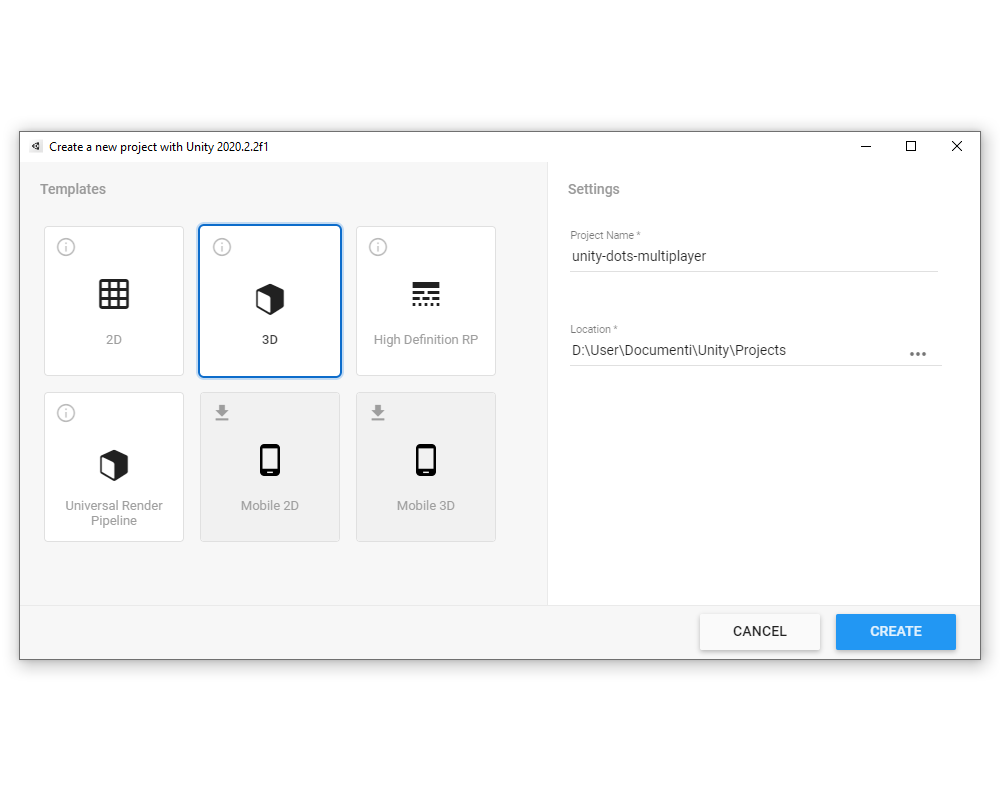 Create a new project with Unity 2020.2.2f1
Templates
2D
3D
High Definition RP
Universal Render
Pipeline
Mobile 2D
Mobile 3D
Settings
Project Name *
unity-dots-multiplayer
Location *
D:\User\Documenti\Unity\Projects
CANCEL
CREATE